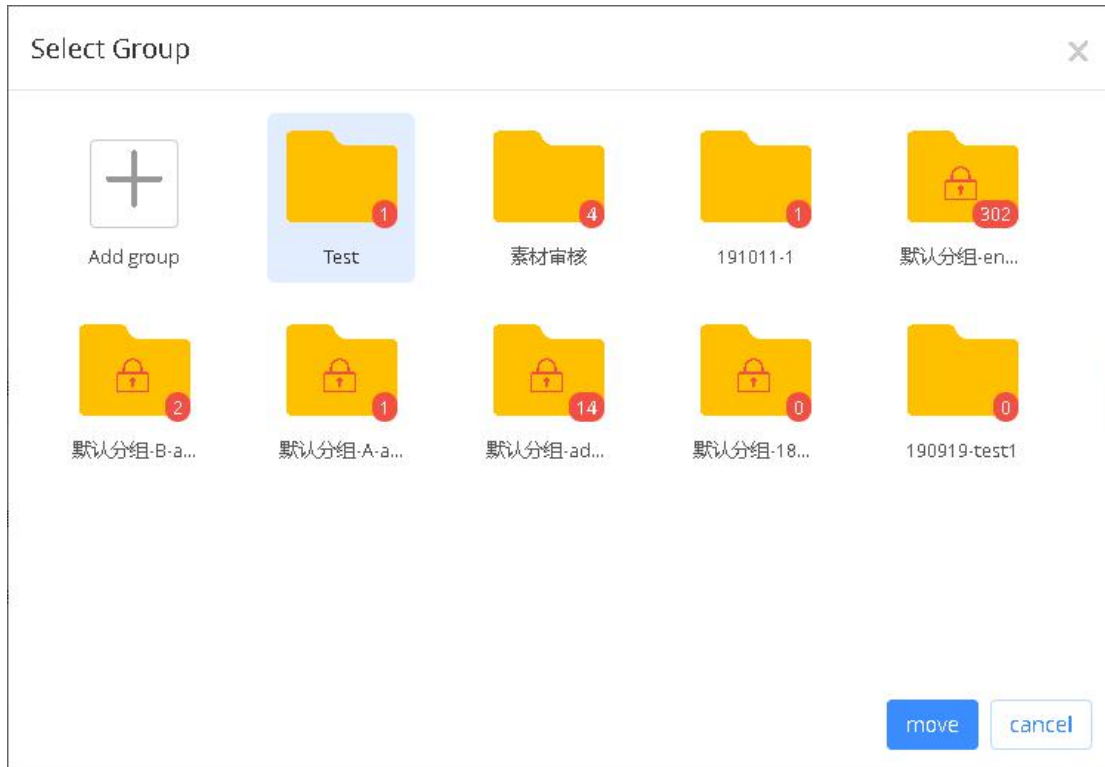 Select Group
1
4
1
302
Add group
Test
素材审核
191011-1
默认分组-en...
2
1
14
0
0
默认分组-B-a...
默认分组-A-a...
默认分组-ad...
默认分组-18...
190919-test1
move
cancel